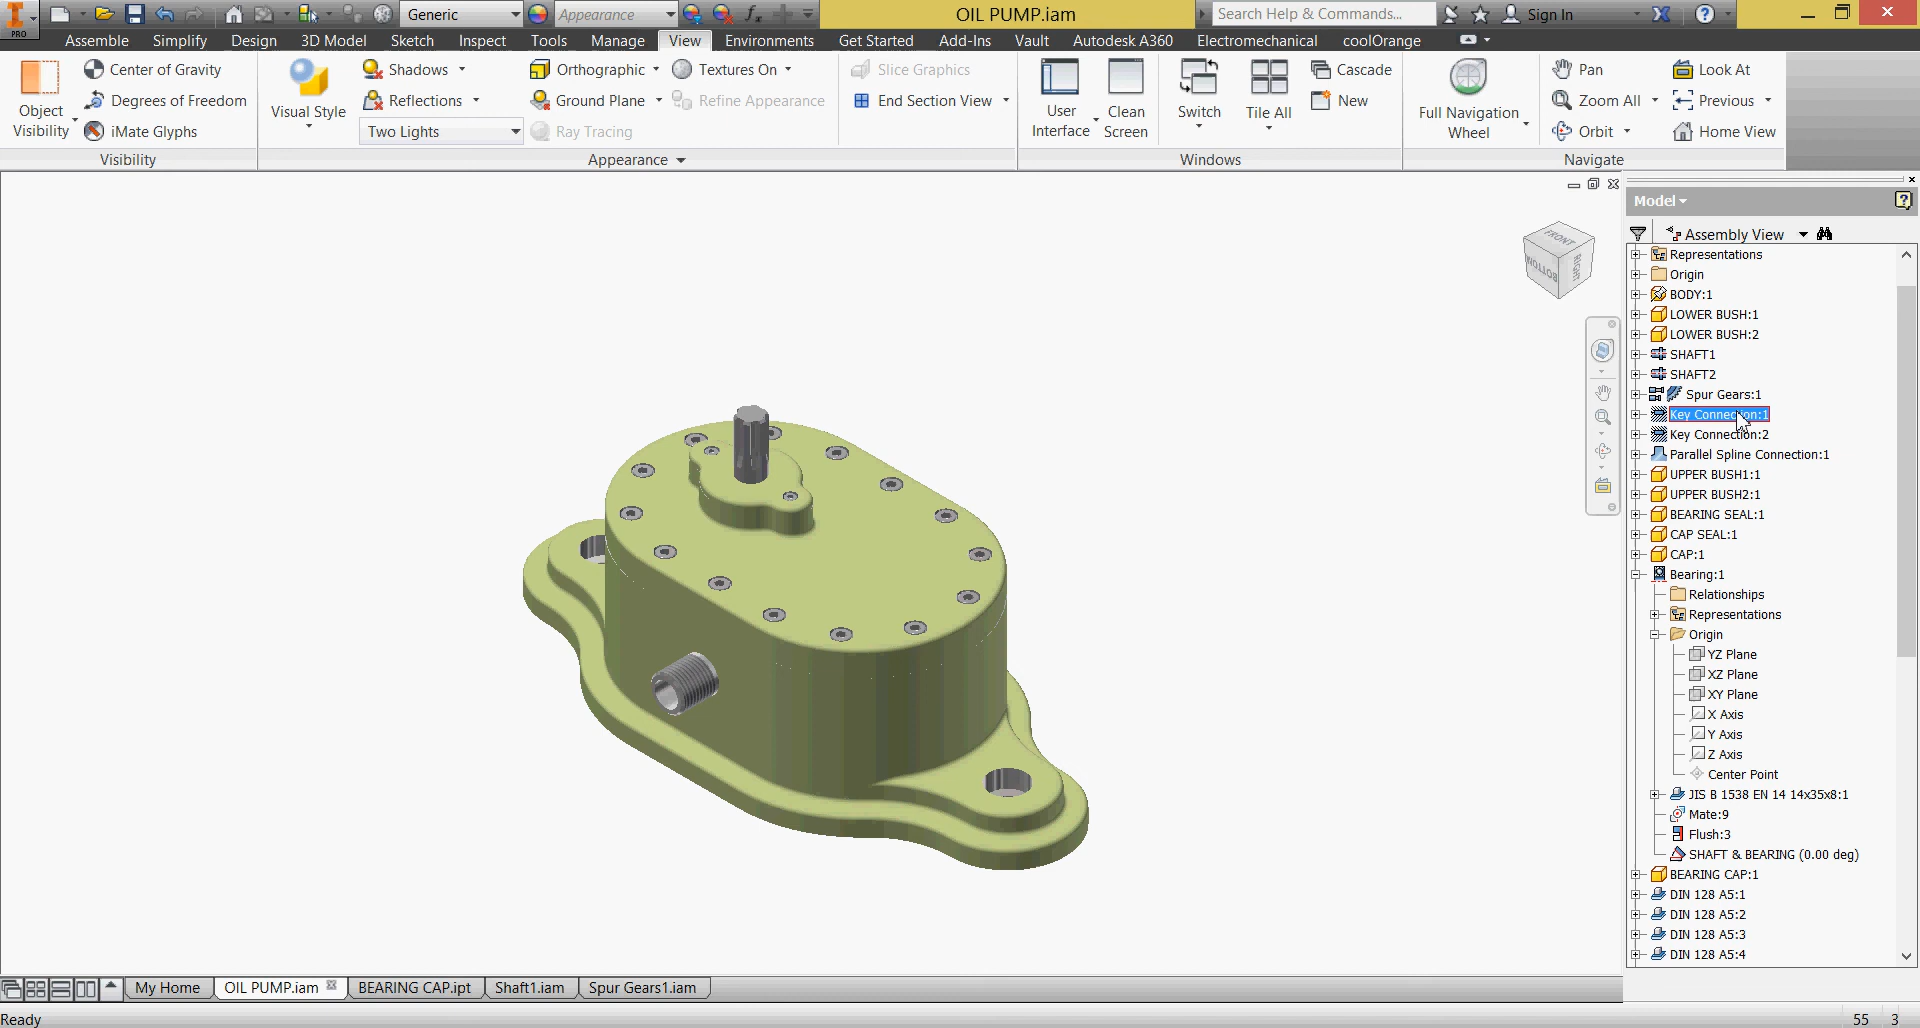 PRO
Generic
Appearance
fx
OIL PUMP.iam
Search Help & Commands...
Sign In
Assemble Simplify Design 3D Model Sketch Inspect Tools Manage View Environments Get Started Add-Ins Vault Autodesk A360 Electromechanical coolOrange
Object Visibility
Center of Gravity
Degrees of Freedom
iMate Glyphs
Visibility
Visual Style
Shadows
Reflections
Two Lights
Orthographic
Ground Plane
Ray Tracing
Textures On
Refine Appearance
Slice Graphics
End Section View
Appearance
User Interface
Clean Screen
Switch
Tile All
Cascade
New
Windows
Full Navigation Wheel
Pan
Zoom All
Orbit
Look At
Previous
Home View
Navigate
FRONT
BOTTOM
RIGHT
Model
Assembly View
Representations
Origin
BODY:1
LOWER BUSH:1
LOWER BUSH:2
SHAFT1
SHAFT2
Spur Gears:1
Key Connection:1
Key Connection:2
Parallel Spline Connection:1
UPPER BUSH1:1
UPPER BUSH2:1
BEARING SEAL:1
CAP SEAL:1
CAP:1
Bearing:1
Relationships
Representations
Origin
YZ Plane
XZ Plane
XY Plane
X Axis
Y Axis
Z Axis
Center Point
JIS B 1538 EN 14 14x35x8:1
Mate:9
Flush:3
SHAFT & BEARING (0.00 deg)
BEARING CAP:1
DIN 128 A5:1
DIN 128 A5:2
DIN 128 A5:3
DIN 128 A5:4
My Home OIL PUMP.iam BEARING CAP.ipt Shaft1.iam Spur Gears1.iam
Ready
55 3